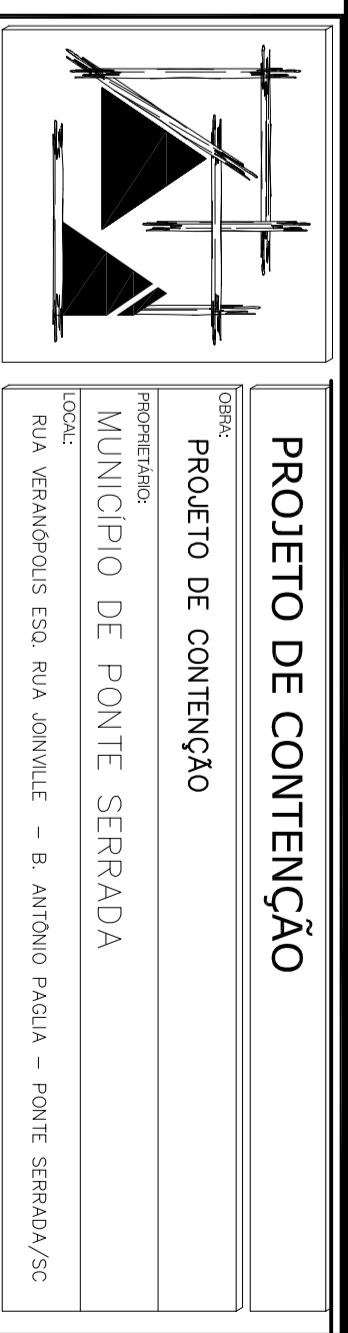 PROJETO DE CONTENÇÃO
OBRA:
PROJETO DE CONTENÇÃO
PROPRIETÁRIO:
MUNICÍPIO DE PONTE SERRADA
LOCAL:
RUA VERANÓPOLIS ESQ. RUA JOINVILLE – B. ANTÔNIO PAGLIA – PONTE SERRADA/SC